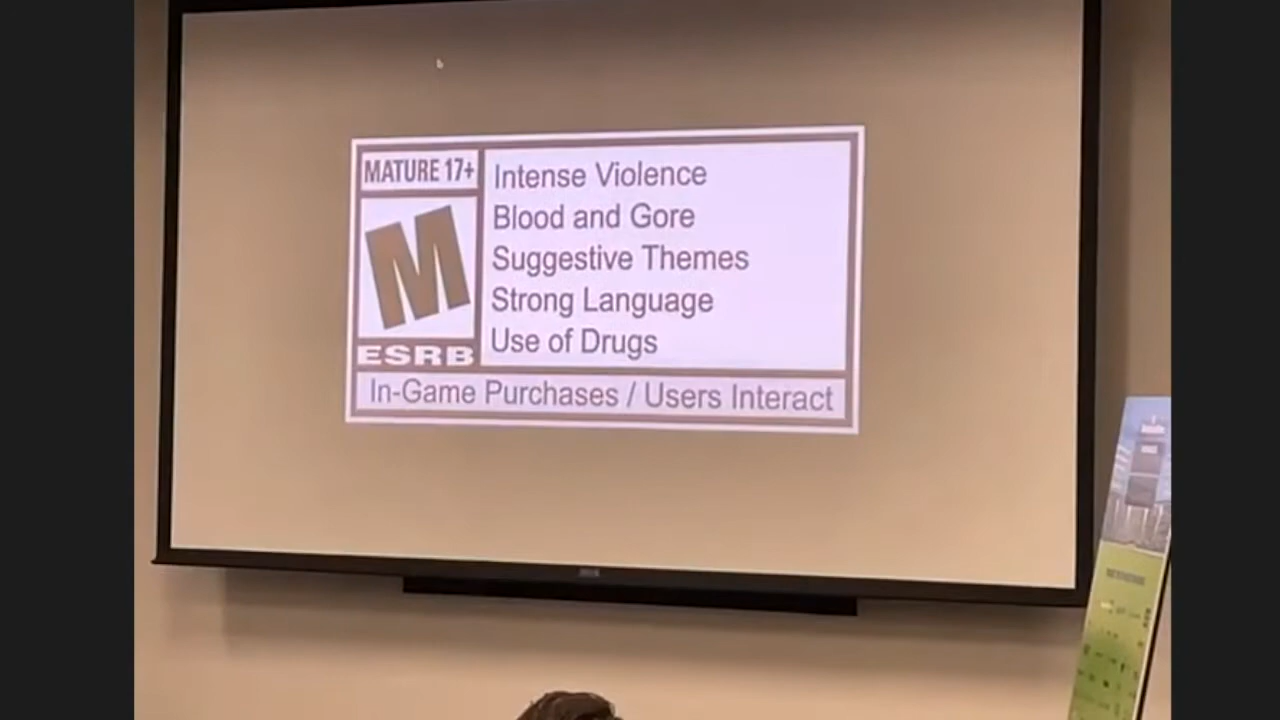 MATURE 17+
M
ESRB
Intense Violence
Blood and Gore
Suggestive Themes
Strong Language
Use of Drugs
In-Game Purchases / Users Interact